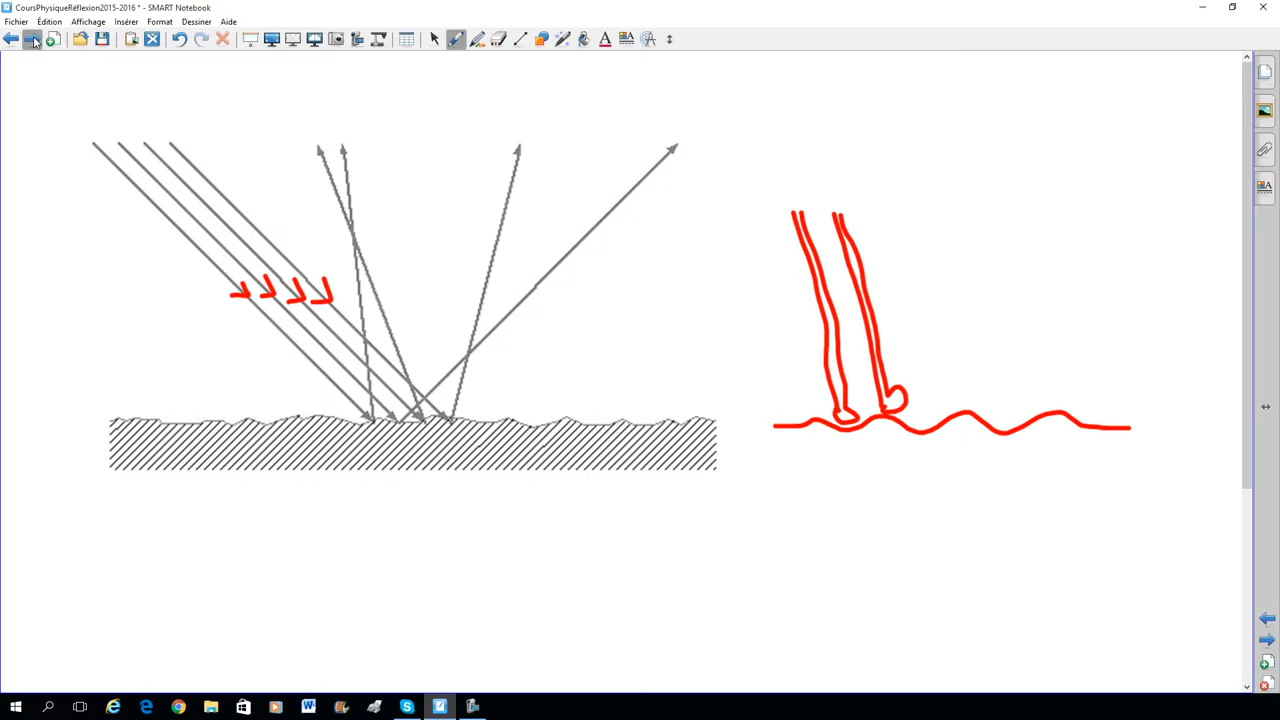 CoursPhysiqueRéflexion2015-2016 * - SMART Notebook
Fichier Édition Affichage Insérer Format Dessiner Aide